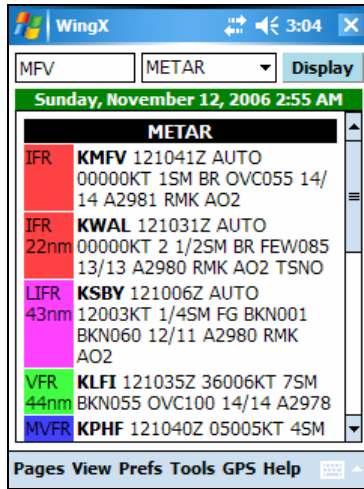 WingX 3:04
MFV METAR Display
Sunday, November 12, 2006 2:55 AM
METAR
IFR KMFV 121041Z AUTO
00000KT 1SM BR OVC055 14/
14 A2981 RMK AO2
IFR KWAL 121031Z AUTO
22nm 00000KT 2 1/2SM BR FEW085
13/13 A2980 RMK AO2 TSNO
LIFR KSBY 121006Z AUTO
43nm 12003KT 1/4SM FG BKN001
BKN060 12/11 A2980 RMK
AO2
VFR KLFI 121035Z 36006KT 7SM
44nm BKN055 OVC100 14/14 A2978
MVFR KPHF 121040Z 05005KT 4SM
Pages View Prefs Tools GPS Help